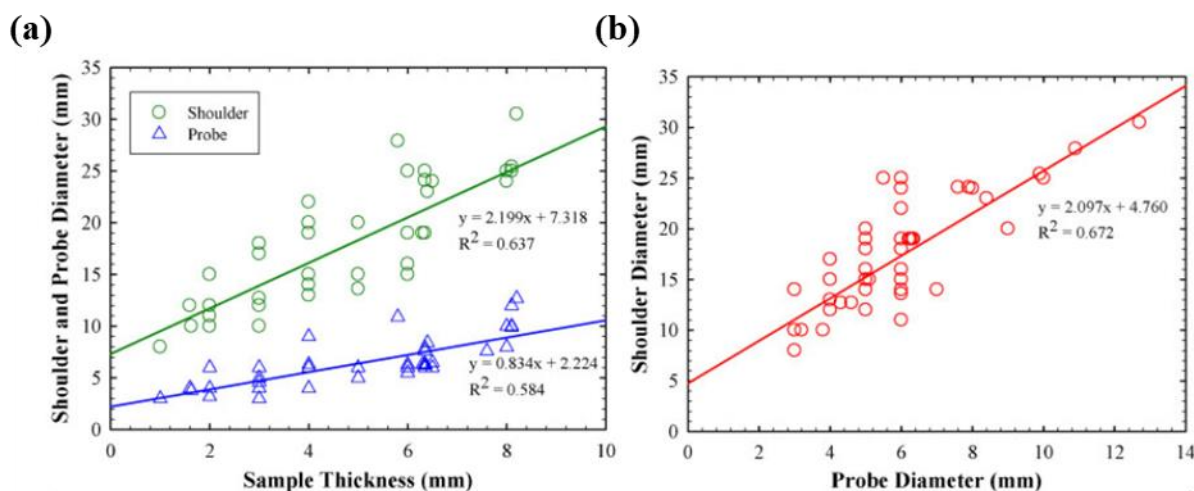 (a)
Shoulder and Probe Diameter (mm)
35
30
25
20
15
10
5
0
Shoulder
Probe
y = 2.199x + 7.318
R² = 0.637
y = 0.834x + 2.224
R² = 0.584
0 2 4 6 8 10
Sample Thickness (mm)
(b)
Shoulder Diameter (mm)
35
30
25
20
15
10
5
0
y = 2.097x + 4.760
R² = 0.672
0 2 4 6 8 10 12 14
Probe Diameter (mm)